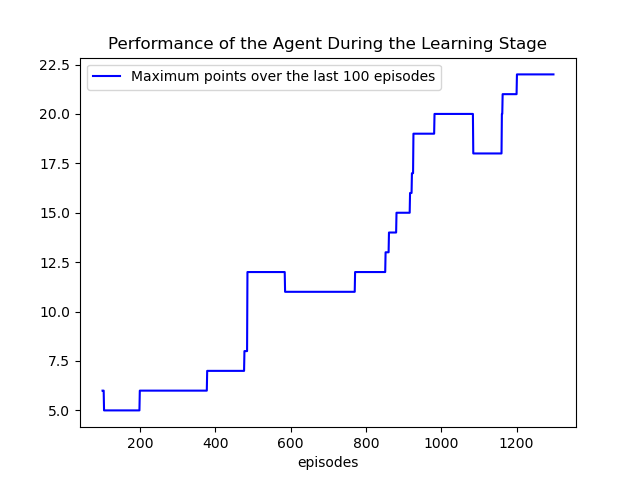 Performance of the Agent During the Learning Stage
Maximum points over the last 100 episodes
22.5
20.0
17.5
15.0
12.5
10.0
7.5
5.0
200 400 600 800 1000 1200
episodes